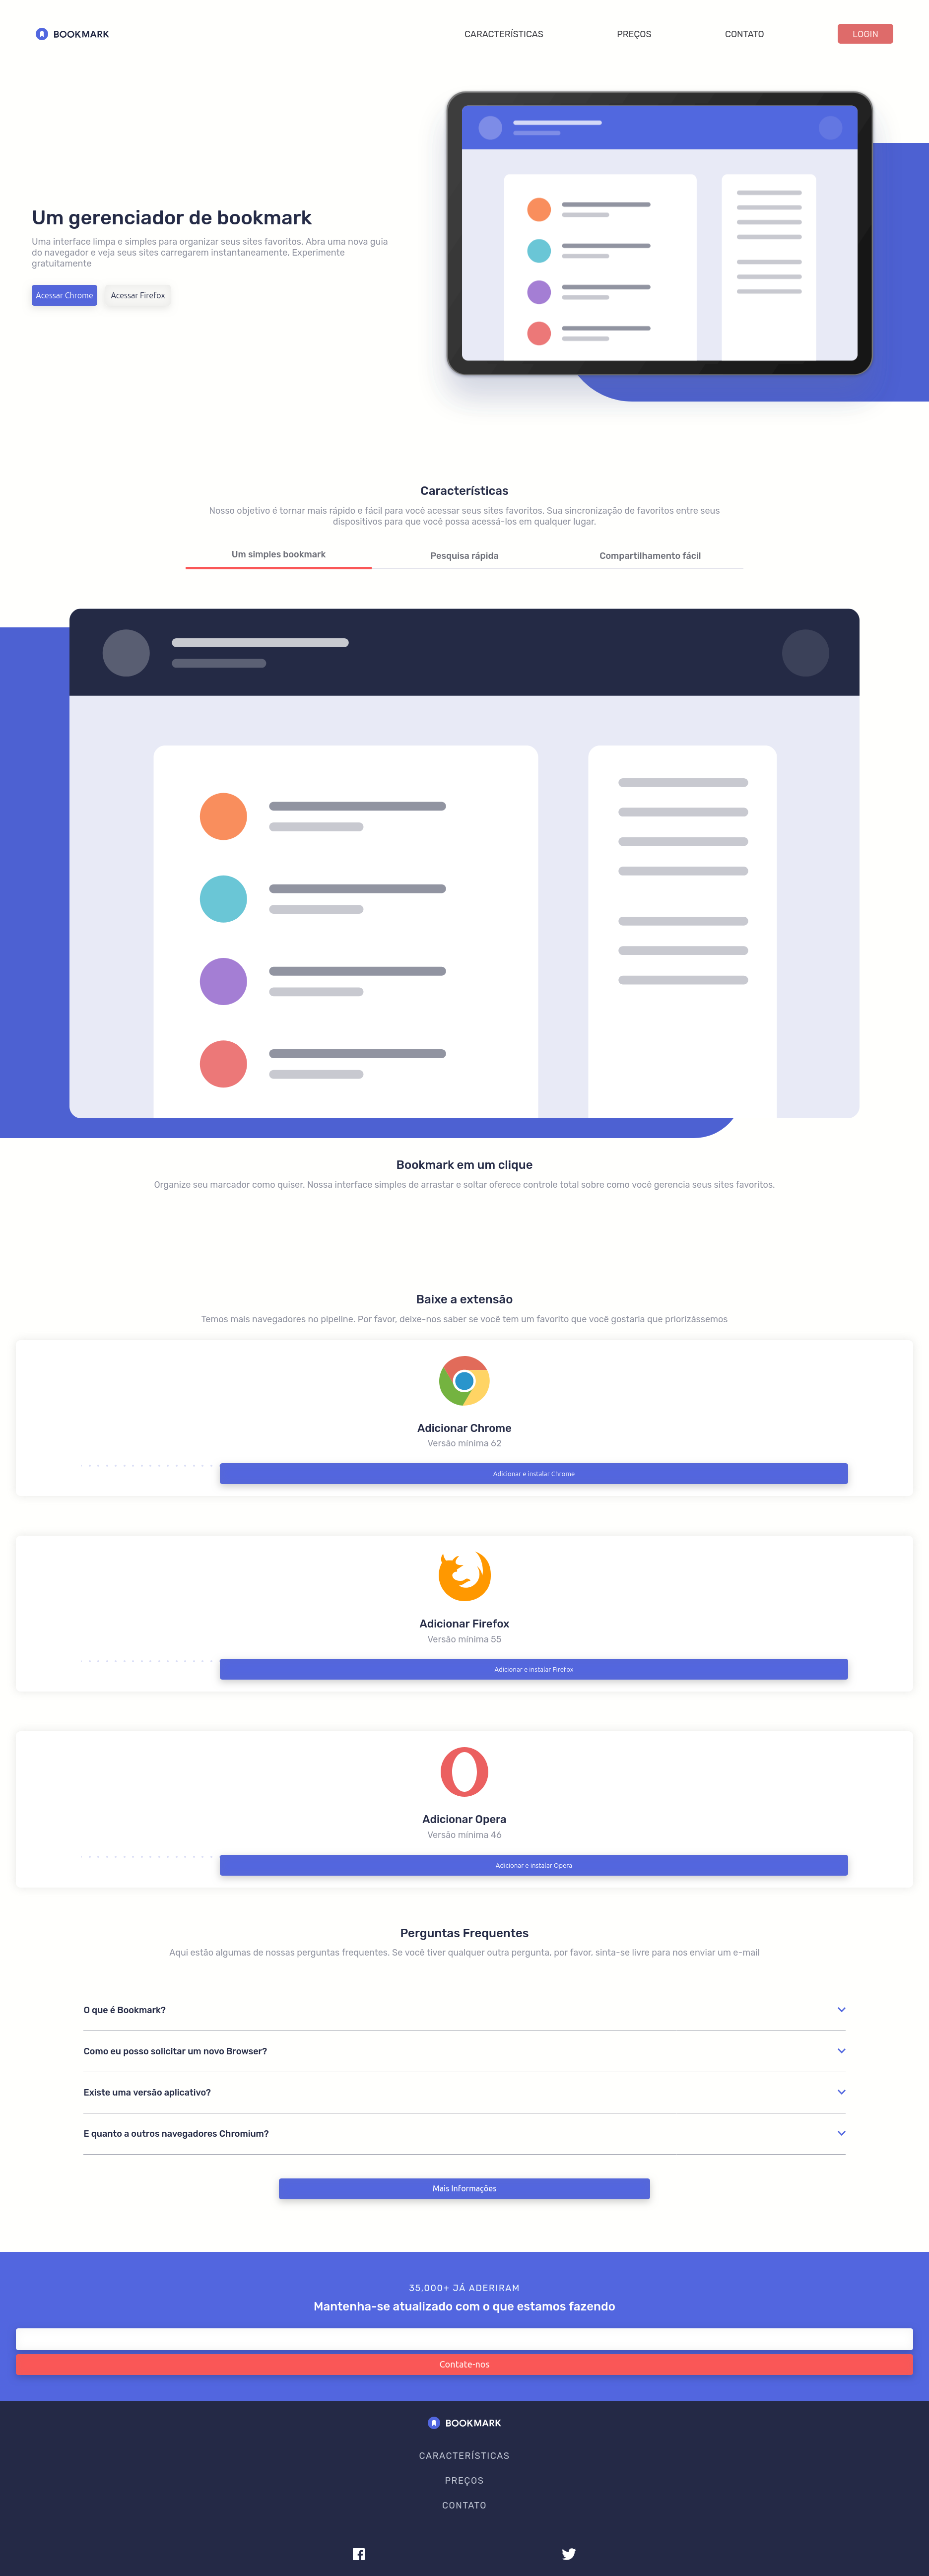 BOOKMARK
CARACTERÍSTICAS
PREÇOS
CONTATO
LOGIN
Um gerenciador de bookmark
Uma interface limpa e simples para organizar seus sites favoritos. Abra uma nova guia
do navegador e veja seus sites carregarem instantaneamente. Experimente
gratuitamente
Acessar Chrome
Acessar Firefox
Características
Nosso objetivo é tornar mais rápido e fácil para você acessar seus sites favoritos. Sua sincronização de favoritos entre seus
dispositivos para que você possa acessá-los em qualquer lugar.
Um simples bookmark
Pesquisa rápida
Compartilhamento fácil
Bookmark em um clique
Organize seu marcador como quiser. Nossa interface simples de arrastar e soltar oferece controle total sobre como você gerencia seus sites favoritos.
Baixe a extensão
Temos mais navegadores no pipeline. Por favor, deixe-nos saber se você tem um favorito que você gostaria que priorizássemos
Adicionar Chrome
Versão mínima 62
Adicionar e instalar Chrome
Adicionar Firefox
Versão mínima 55
Adicionar e instalar Firefox
Adicionar Opera
Versão mínima 46
Adicionar e instalar Opera
Perguntas Frequentes
Aqui estão algumas de nossas perguntas frequentes. Se você tiver qualquer outra pergunta, por favor, sinta-se livre para nos enviar um e-mail
O que é Bookmark?
Como eu posso solicitar um novo Browser?
Existe uma versão aplicativo?
E quanto a outros navegadores Chromium?
Mais Informações
35.000+ JÁ ADERIRAM
Mantenha-se atualizado com o que estamos fazendo
Contate-nos
BOOKMARK
CARACTERÍSTICAS
PREÇOS
CONTATO